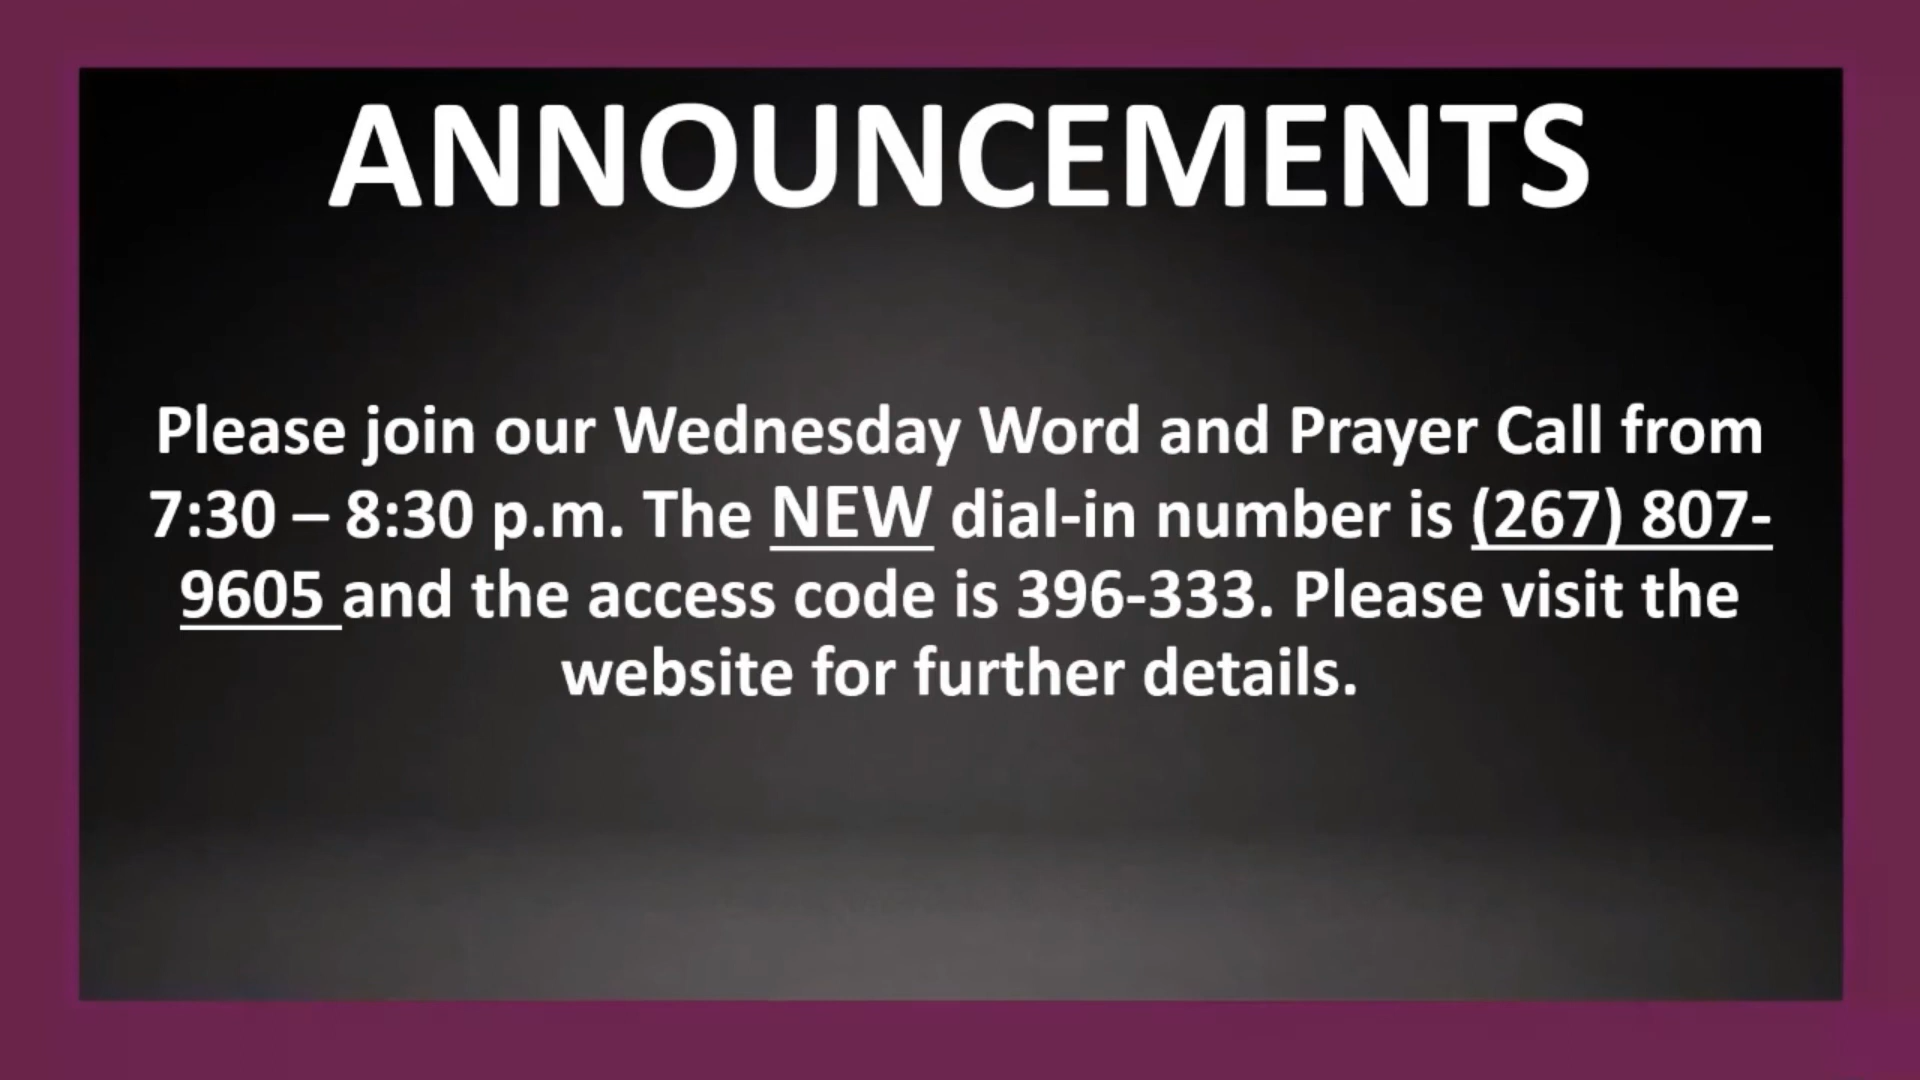 ANNOUNCEMENTS
Please join our Wednesday Word and Prayer Call from
7:30 – 8:30 p.m. The NEW dial-in number is (267) 807-
9605 and the access code is 396-333. Please visit the
website for further details.